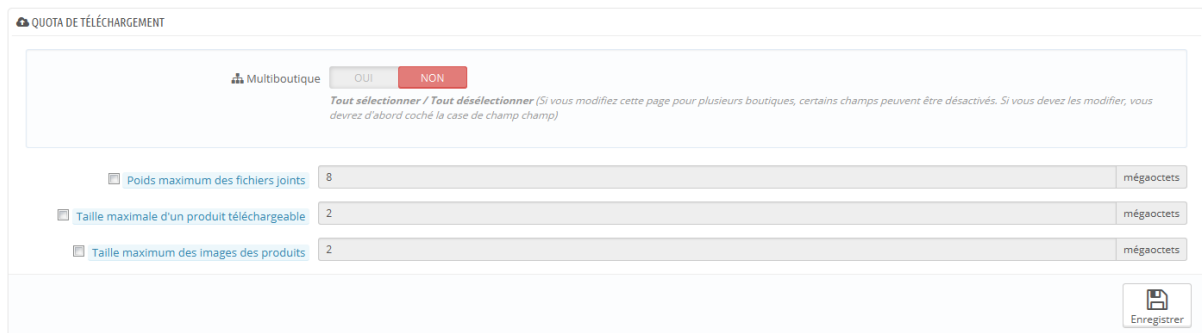 QUOTA DE TÉLÉCHARGEMENT
Multiboutique OUI NON
Tout sélectionner / Tout désélectionner (Si vous modifiez cette page pour plusieurs boutiques, certains champs peuvent être désactivés. Si vous devez les modifier, vous
devrez d'abord coché la case de champ champ)
Poids maximum des fichiers joints 8 mégaoctets
Taille maximale d'un produit téléchargeable 2 mégaoctets
Taille maximum des images des produits 2 mégaoctets
Enregistrer